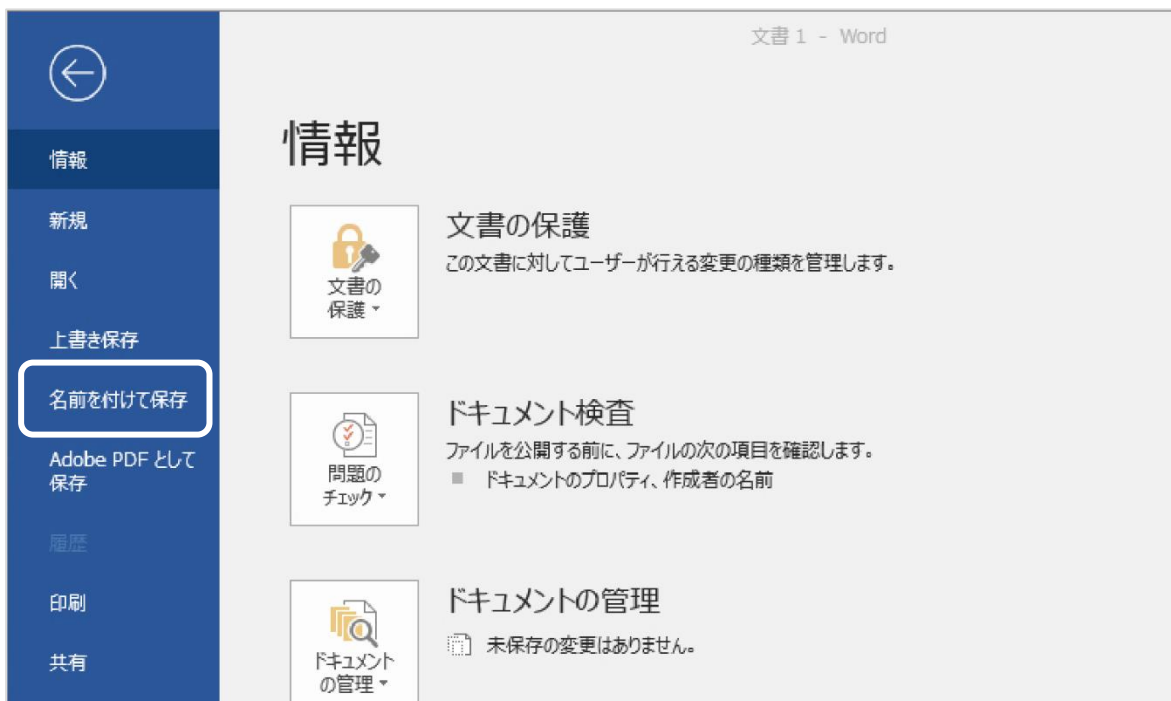 文書 1 - Word
情報
新規
開く
上書き保存
名前を付けて保存
Adobe PDF として
保存
履歴
印刷
共有
情報
文書の
保護
文書の保護
この文書に対してユーザーが行える変更の種類を管理します。
問題の
チェック
ドキュメント検査
ファイルを公開する前に、ファイルの次の項目を確認します。
ドキュメントのプロパティ、作成者の名前
ドキュメント
の管理
ドキュメントの管理
未保存の変更はありません。